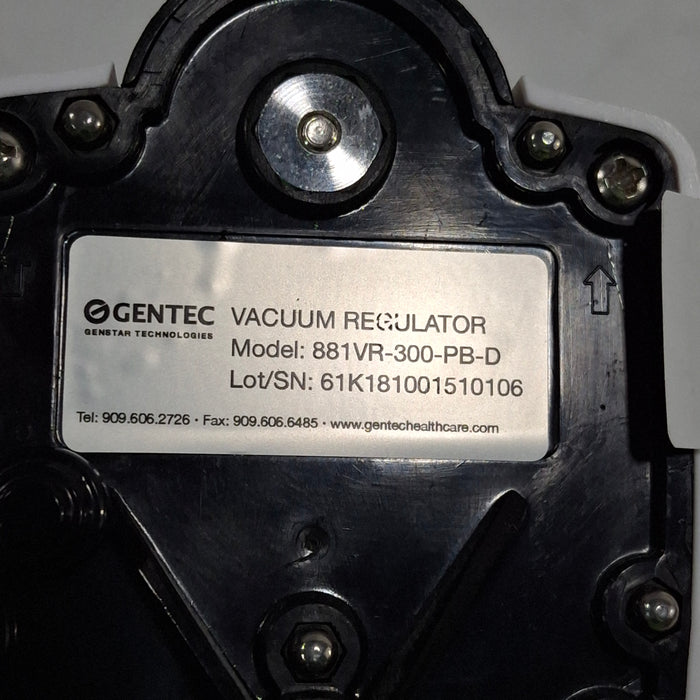 GENTEC
GENSTAR TECHNOLOGIES
VACUUM REGULATOR
Model: 881VR-300-PB-D
Lot/SN: 61K181001510106
Tel: 909.606.2726 · Fax: 909.606.6485 · www.gentechealthcare.com